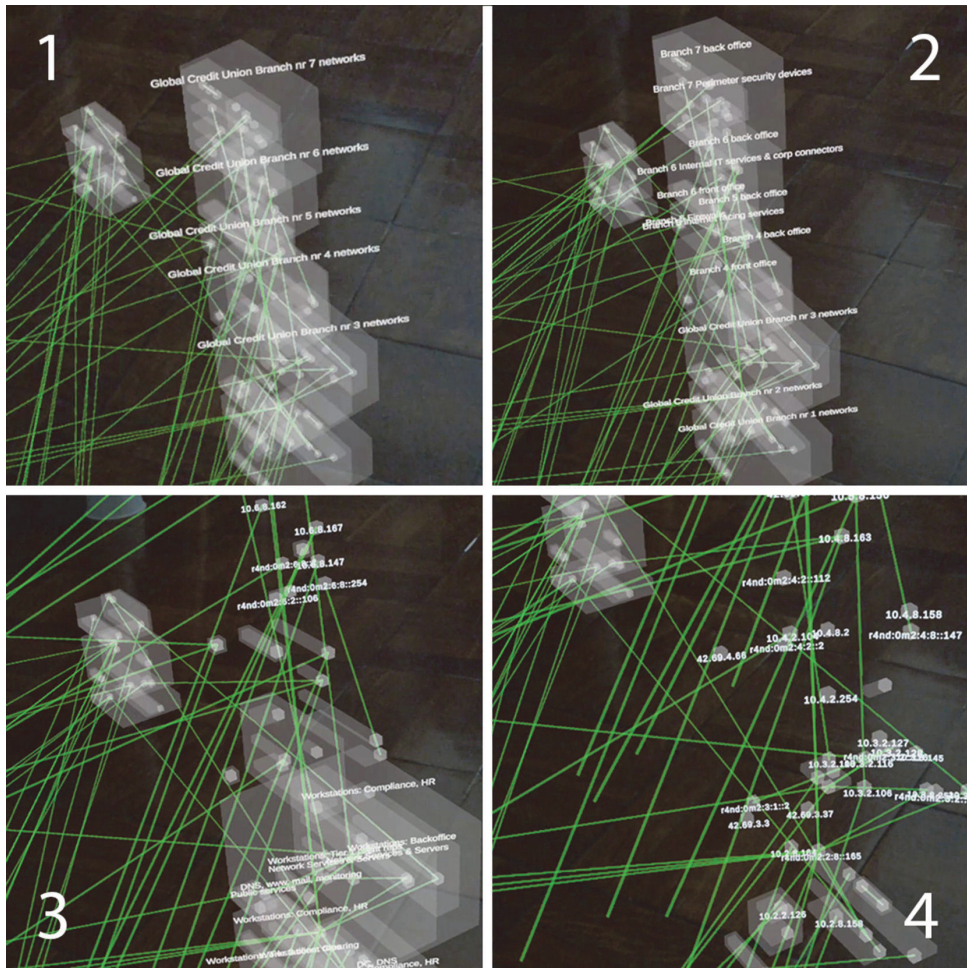 1
Global Credit Union Branch nr 7 networks
Global Credit Union Branch nr 6 networks
Global Credit Union Branch nr 5 networks
Global Credit Union Branch nr 4 networks
Global Credit Union Branch nr 3 networks
2
Branch 7 back office
Branch 7 Perimeter security devices
Branch 6 back office
Branch 6 Internal IT services & corp connectors
Branch 6 front office
Branch 5 back office
Branch 4 back office
Branch 4 front office
Global Credit Union Branch nr 3 networks
Global Credit Union Branch nr 2 networks
Global Credit Union Branch nr 1 networks
3
10.6.8.162
10.6.8.167
r4nd:0m2:6:8::254
r4nd:0m2:6:2::106
Workstations: Compliance, HR
Workstations: Backoffice
DNS, www, mail, monitoring
Public services
Workstations: Compliance, HR
DC, DNS
Compliance, HR
4
10.4.8.163
r4nd:0m2:4:2::112
10.4.8.158
r4nd:0m2:4:8::147
10.4.8.2
r4nd:0m2:4:2::2
42.69.4.66
10.4.2.254
10.3.2.127
10.3.2.106
r4nd:0m2:3:1::2
42.69.3.37
42.69.3.3
r4nd:0m2:2:8::165
10.2.2.125
10.2.8.158